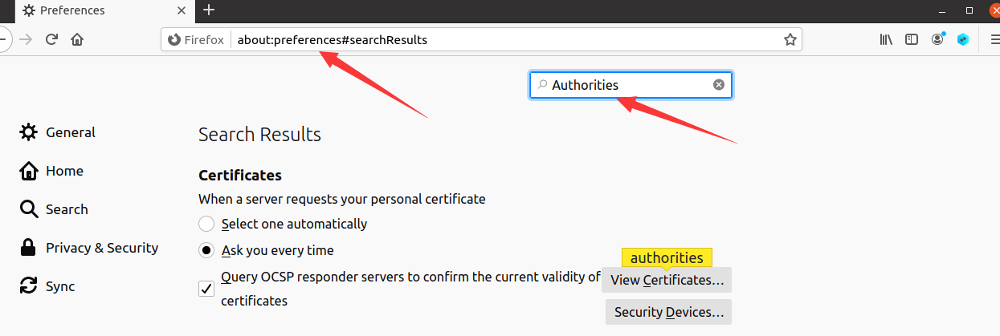 Preferences
Firefox
about:preferences#searchResults
Authorities
General
Home
Search
Privacy & Security
Sync
Search Results
Certificates
When a server requests your personal certificate
Select one automatically
Ask you every time
Query OCSP responder servers to confirm the current validity of
certificates
authorities
View Certificates...
Security Devices...